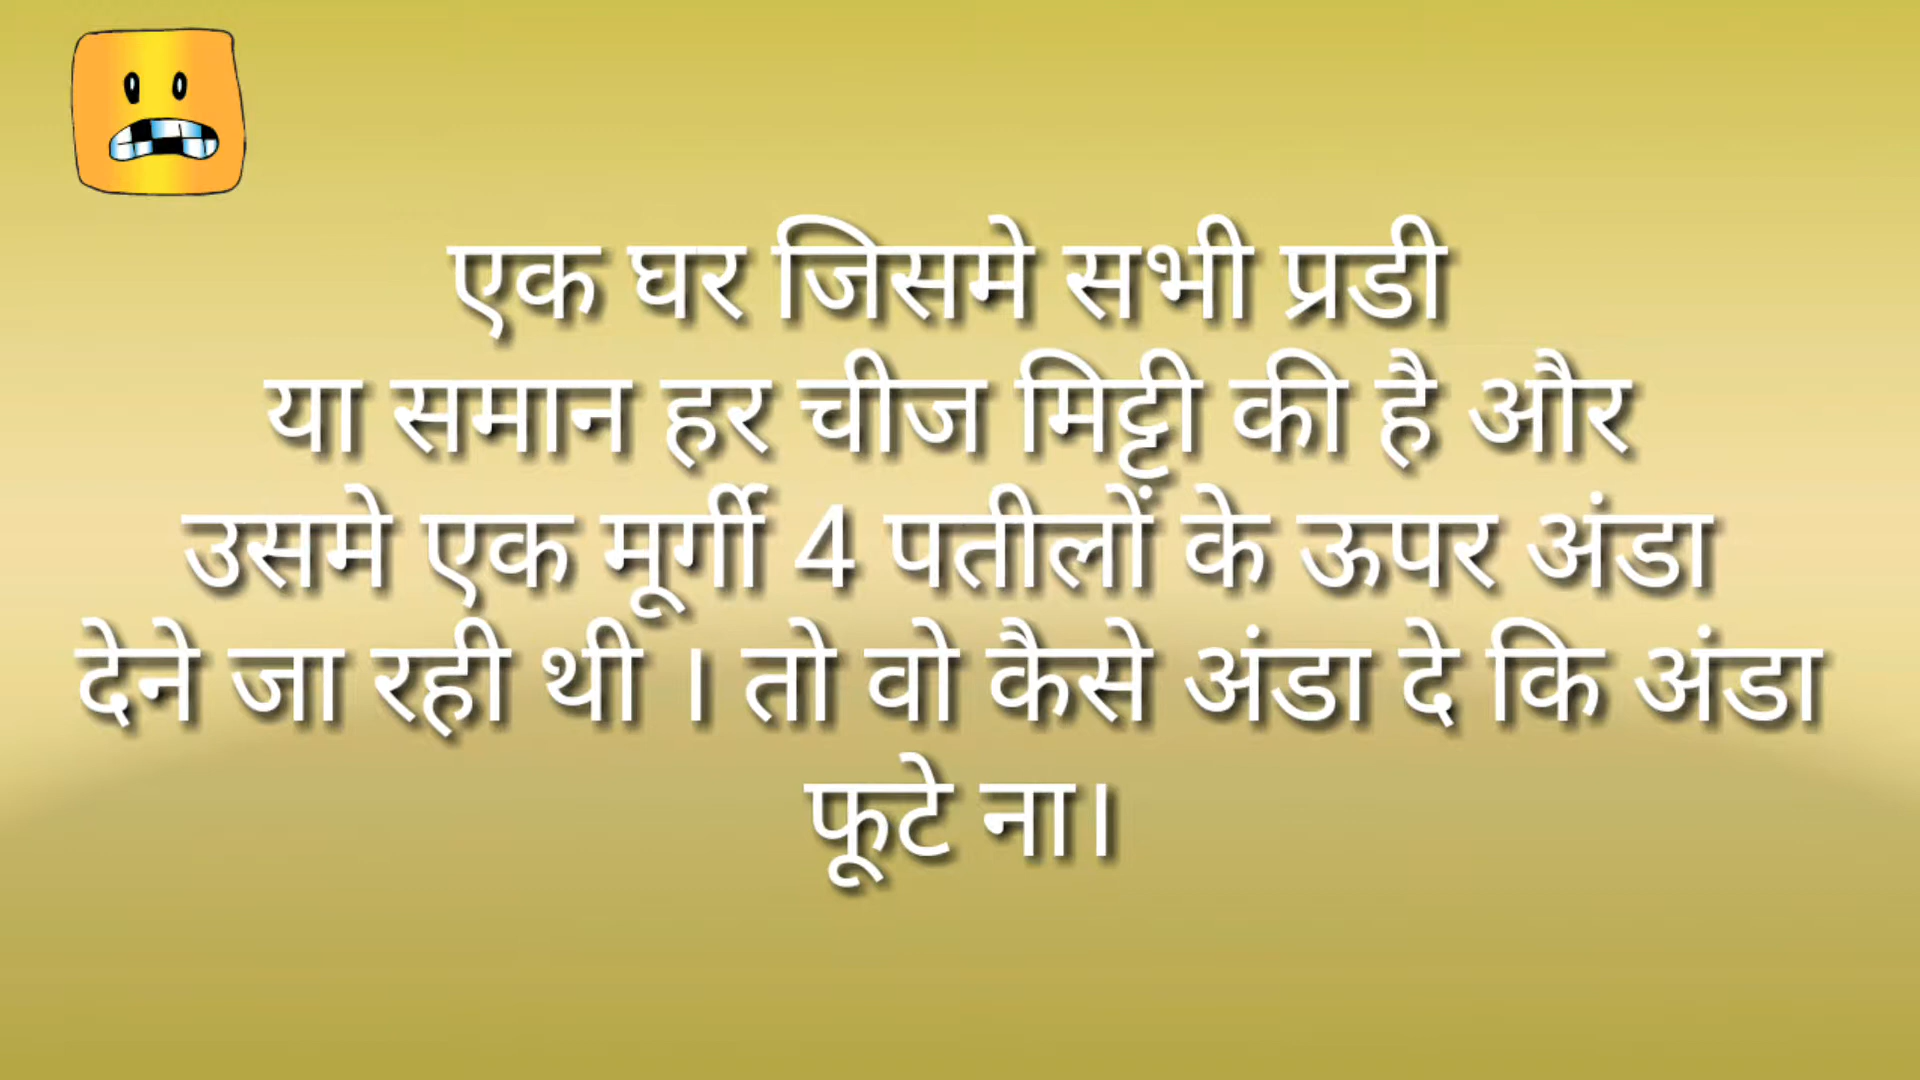 एक घर जिसमे सभी प्रडी
या समान हर चीज मिट्टी की है और
उसमे एक मूर्गी 4 पतीलों के ऊपर अंडा
देने जा रही थी । तो वो कैसे अंडा दे कि अंडा
फूटे ना।